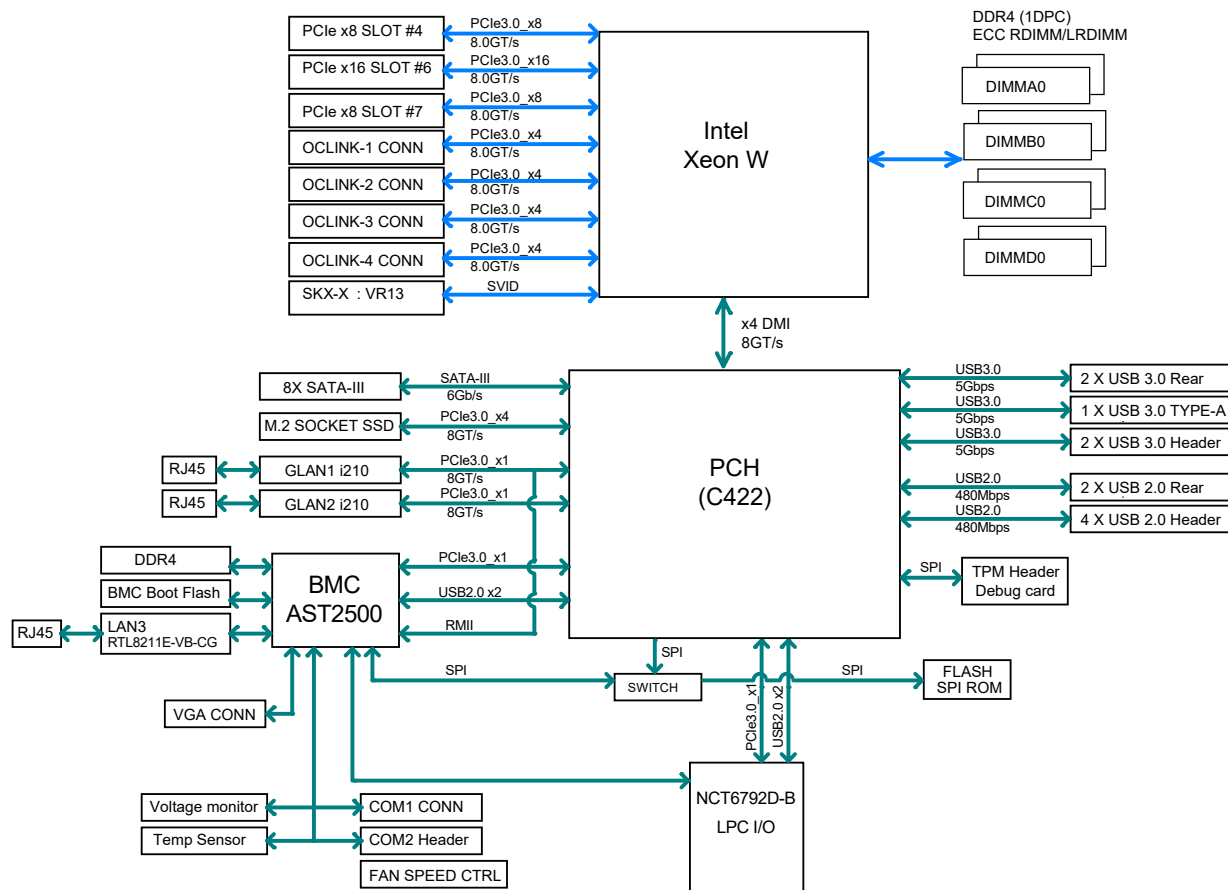 DDR4 (1DPC)
ECC RDIMM/LRDIMM
PCIe x8 SLOT #4
PCIe3.0_x8
8.0GT/s
PCIe x16 SLOT #6
PCIe3.0_x16
8.0GT/s
PCIe x8 SLOT #7
PCIe3.0_x8
8.0GT/s
OCLINK-1 CONN
PCIe3.0_x4
8.0GT/s
OCLINK-2 CONN
PCIe3.0_x4
8.0GT/s
OCLINK-3 CONN
PCIe3.0_x4
8.0GT/s
OCLINK-4 CONN
PCIe3.0_x4
8.0GT/s
SKX-X : VR13
SVID
Intel
Xeon W
DIMMA0
DIMMB0
DIMMC0
DIMMD0
x4 DMI
8GT/s
8X SATA-III
SATA-III
6Gb/s
M.2 SOCKET SSD
PCIe3.0_x4
8GT/s
RJ45
GLAN1 i210
PCIe3.0_x1
8GT/s
RJ45
GLAN2 i210
PCIe3.0_x1
8GT/s
PCH
(C422)
USB3.0
5Gbps
2 X USB 3.0 Rear
USB3.0
5Gbps
1 X USB 3.0 TYPE-A
USB3.0
5Gbps
2 X USB 3.0 Header
USB2.0
480Mbps
2 X USB 2.0 Rear
USB2.0
480Mbps
4 X USB 2.0 Header
SPI
TPM Header
Debug card
DDR4
BMC Boot Flash
RJ45
LAN3
RTL8211E-VB-CG
BMC
AST2500
PCIe3.0_x1
USB2.0 x2
RMII
SPI
SPI
SWITCH
SPI
FLASH
SPI ROM
VGA CONN
PCIe3.0_x1
USB2.0 x2
NCT6792D-B
LPC I/O
Voltage monitor
COM1 CONN
Temp Sensor
COM2 Header
FAN SPEED CTRL